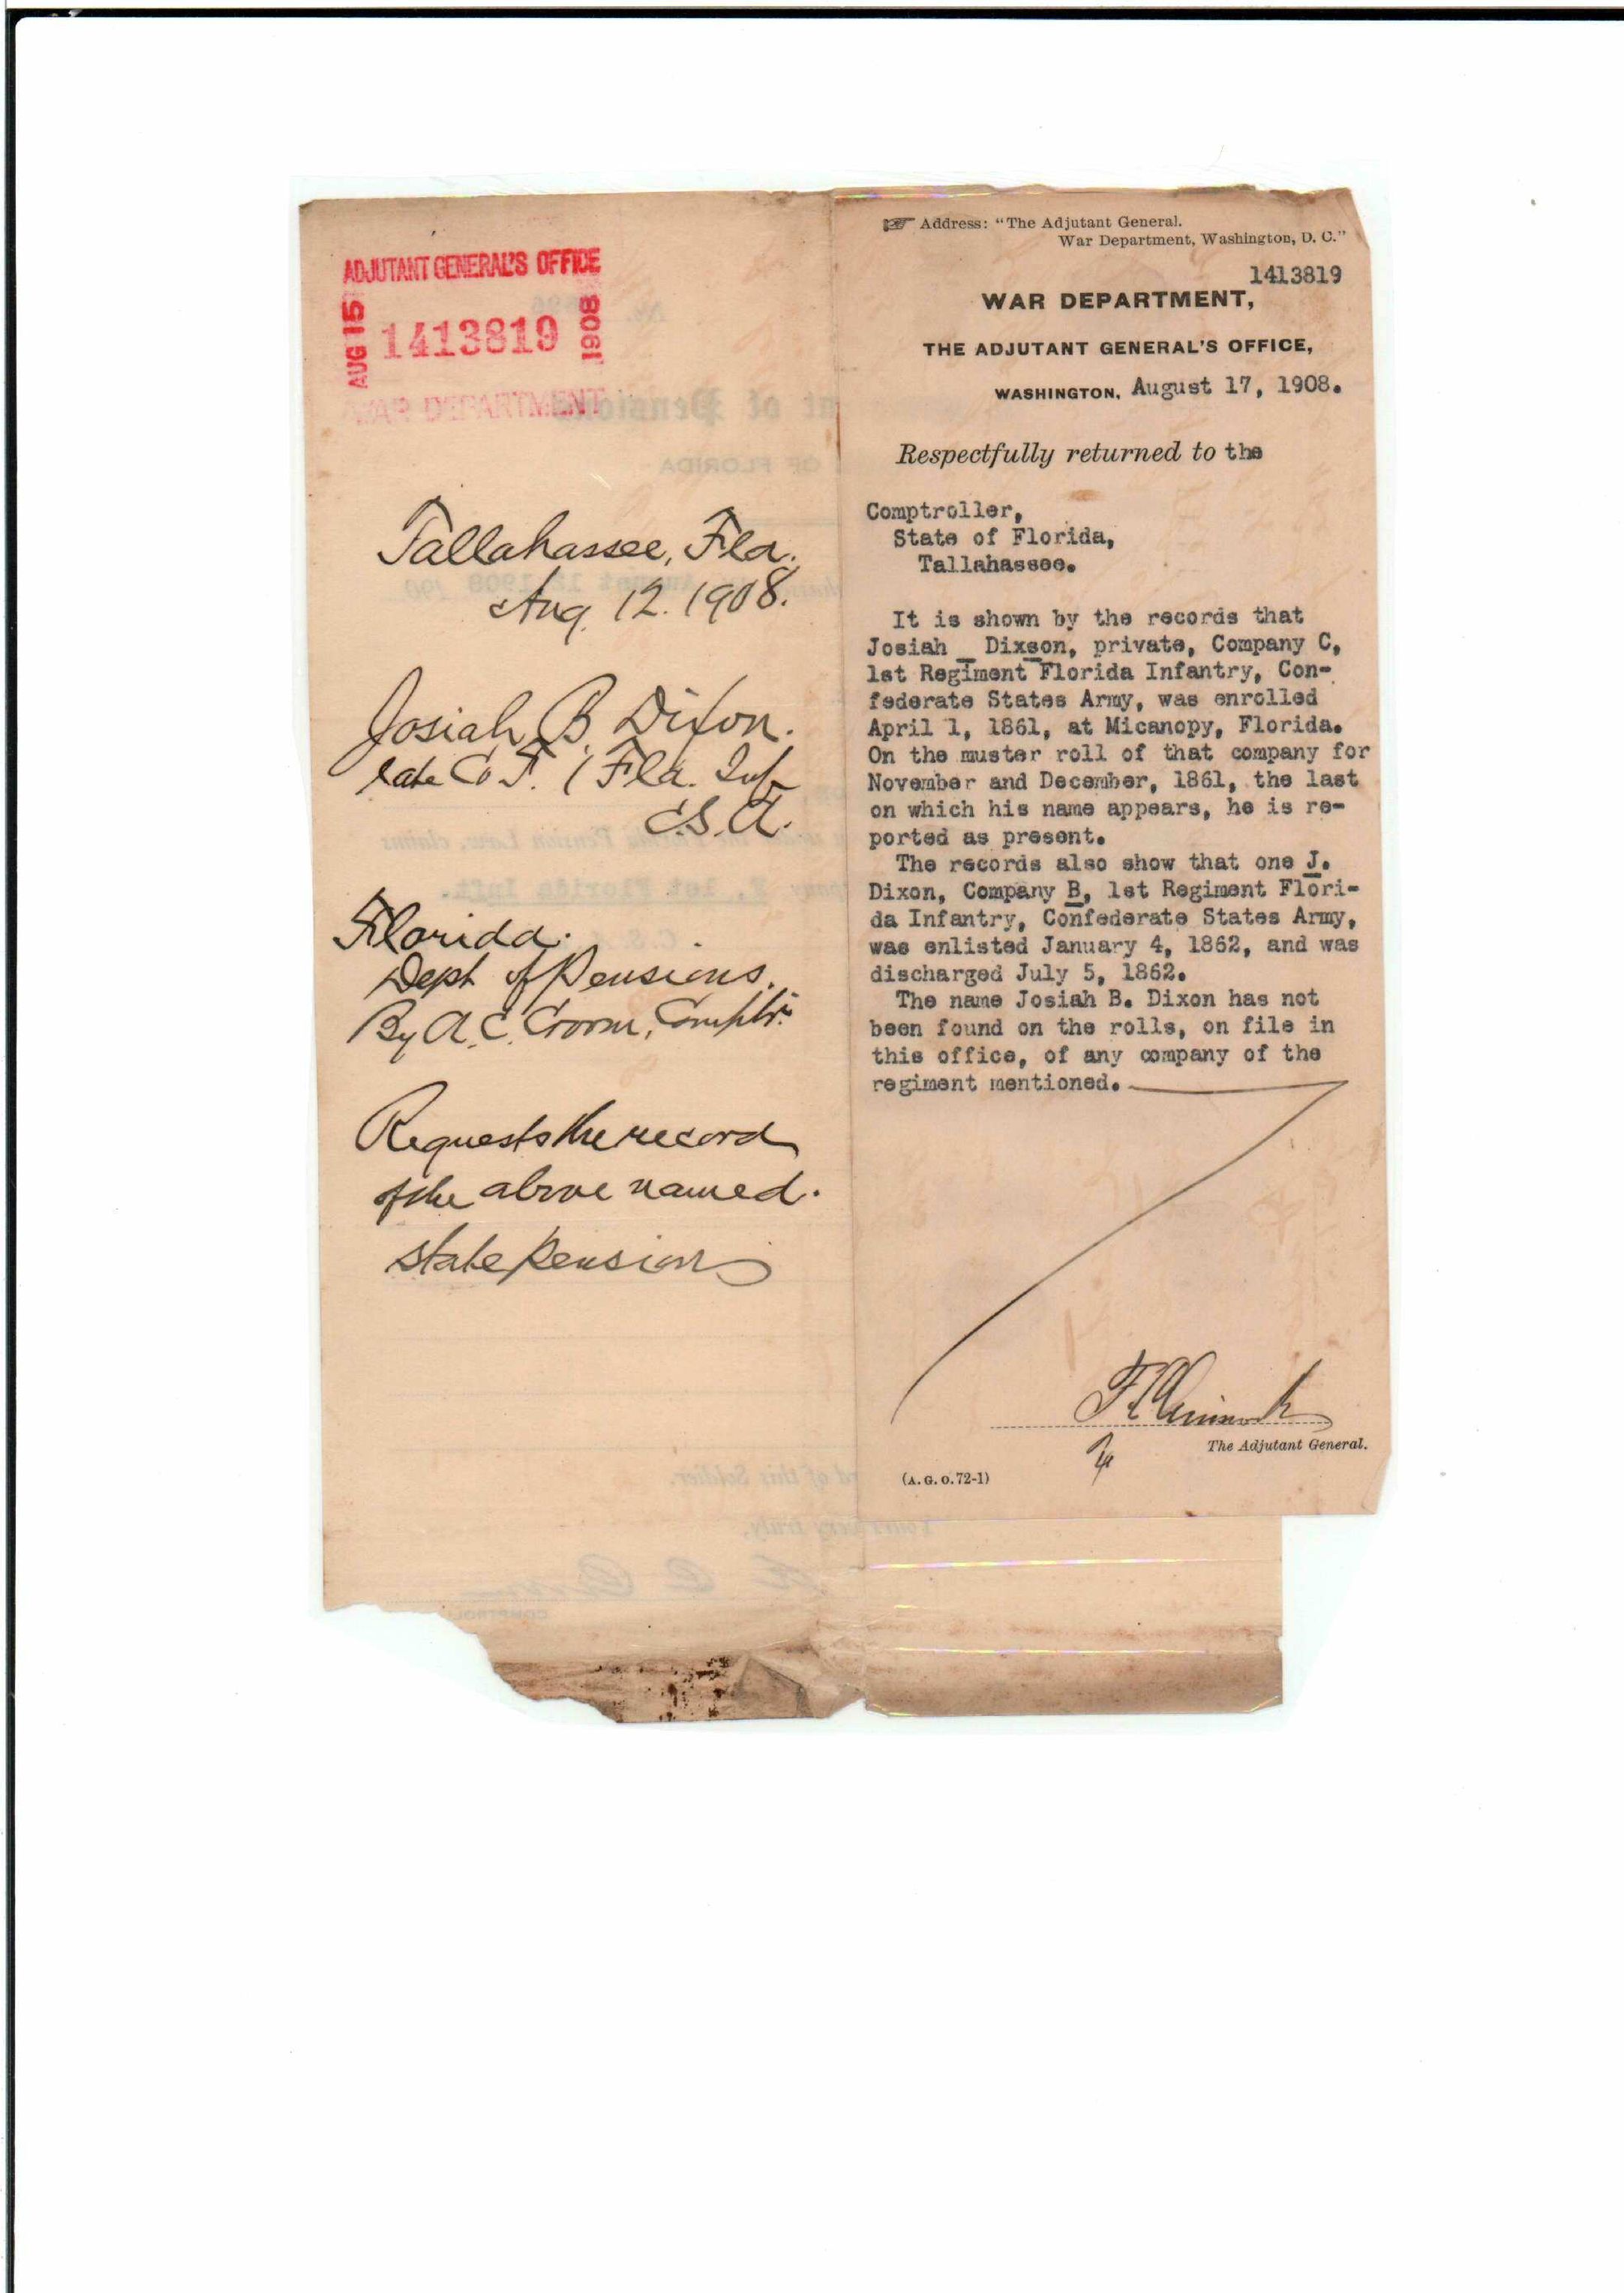 ADJUTANT GENERAL'S OFFICE
AUG 15 1413819 1908
WAR DEPARTMENT
Tallahassee, Fla.
Aug. 12. 1908.
Josiah B Dixon.
late Co F. 1 Fla. Inf
C.S.A.
Florida.
Dept of Pensions.
By A. C. Croom, Comptr.
Requests the record
of the above named.
state pension
Address: "The Adjutant General.
War Department, Washington, D. C."
1413819
WAR DEPARTMENT,
THE ADJUTANT GENERAL'S OFFICE,
WASHINGTON, August 17, 1908.
Respectfully returned to the
Comptroller,
State of Florida,
Tallahassee.
It is shown by the records that
Josiah _ Dixson, private, Company C,
1st Regiment Florida Infantry, Con-
federate States Army, was enrolled
April 1, 1861, at Micanopy, Florida.
On the muster roll of that company for
November and December, 1861, the last
on which his name appears, he is re-
ported as present.
The records also show that one J.
Dixon, Company B, 1st Regiment Flori-
da Infantry, Confederate States Army,
was enlisted January 4, 1862, and was
discharged July 5, 1862.
The name Josiah B. Dixon has not
been found on the rolls, on file in
this office, of any company of the
regiment mentioned.
The Adjutant General.
(A. G. O. 72-1)